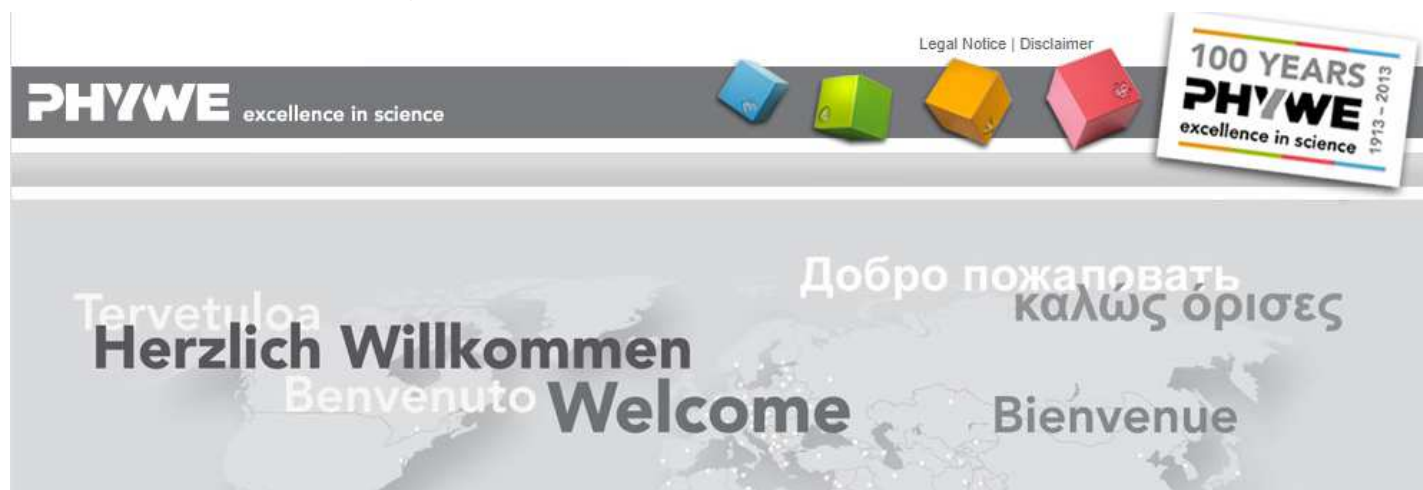 Legal Notice | Disclaimer
PHYWE excellence in science
100 YEARS
PHYWE
excellence in science
1913 – 2013
Добро пожаловать
καλώς όρισες
Tervetuloa
Herzlich Willkommen
Benvenuto
Welcome
Bienvenue